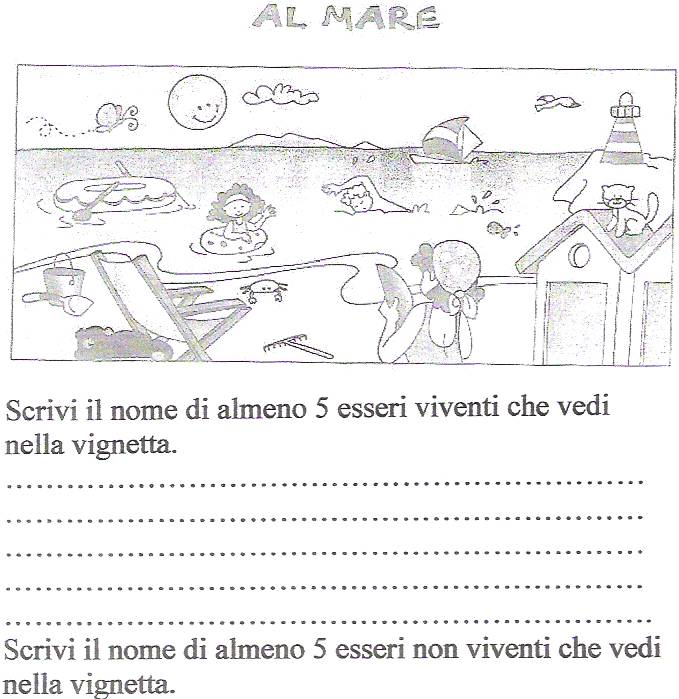 AL MARE
Scrivi il nome di almeno 5 esseri viventi che vedi
nella vignetta.
Scrivi il nome di almeno 5 esseri non viventi che vedi
nella vignetta.